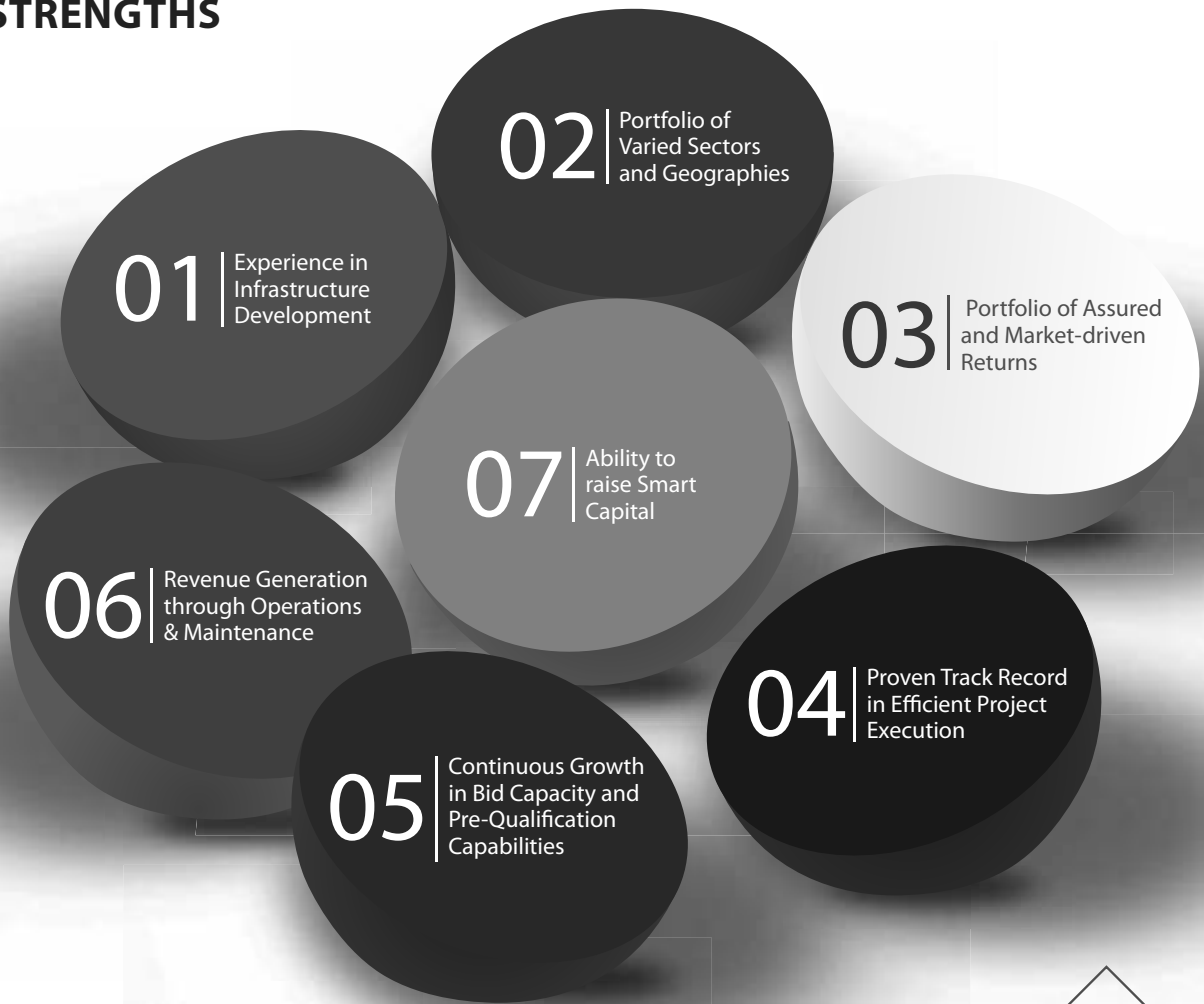 STRENGTHS
01
Experience in
Infrastructure
Development
02
Portfolio of
Varied Sectors
and Geographies
03
Portfolio of Assured
and Market-driven
Returns
04
Proven Track Record
in Efficient Project
Execution
05
Continuous Growth
in Bid Capacity and
Pre-Qualification
Capabilities
06
Revenue Generation
through Operations
& Maintenance
07
Ability to
raise Smart
Capital